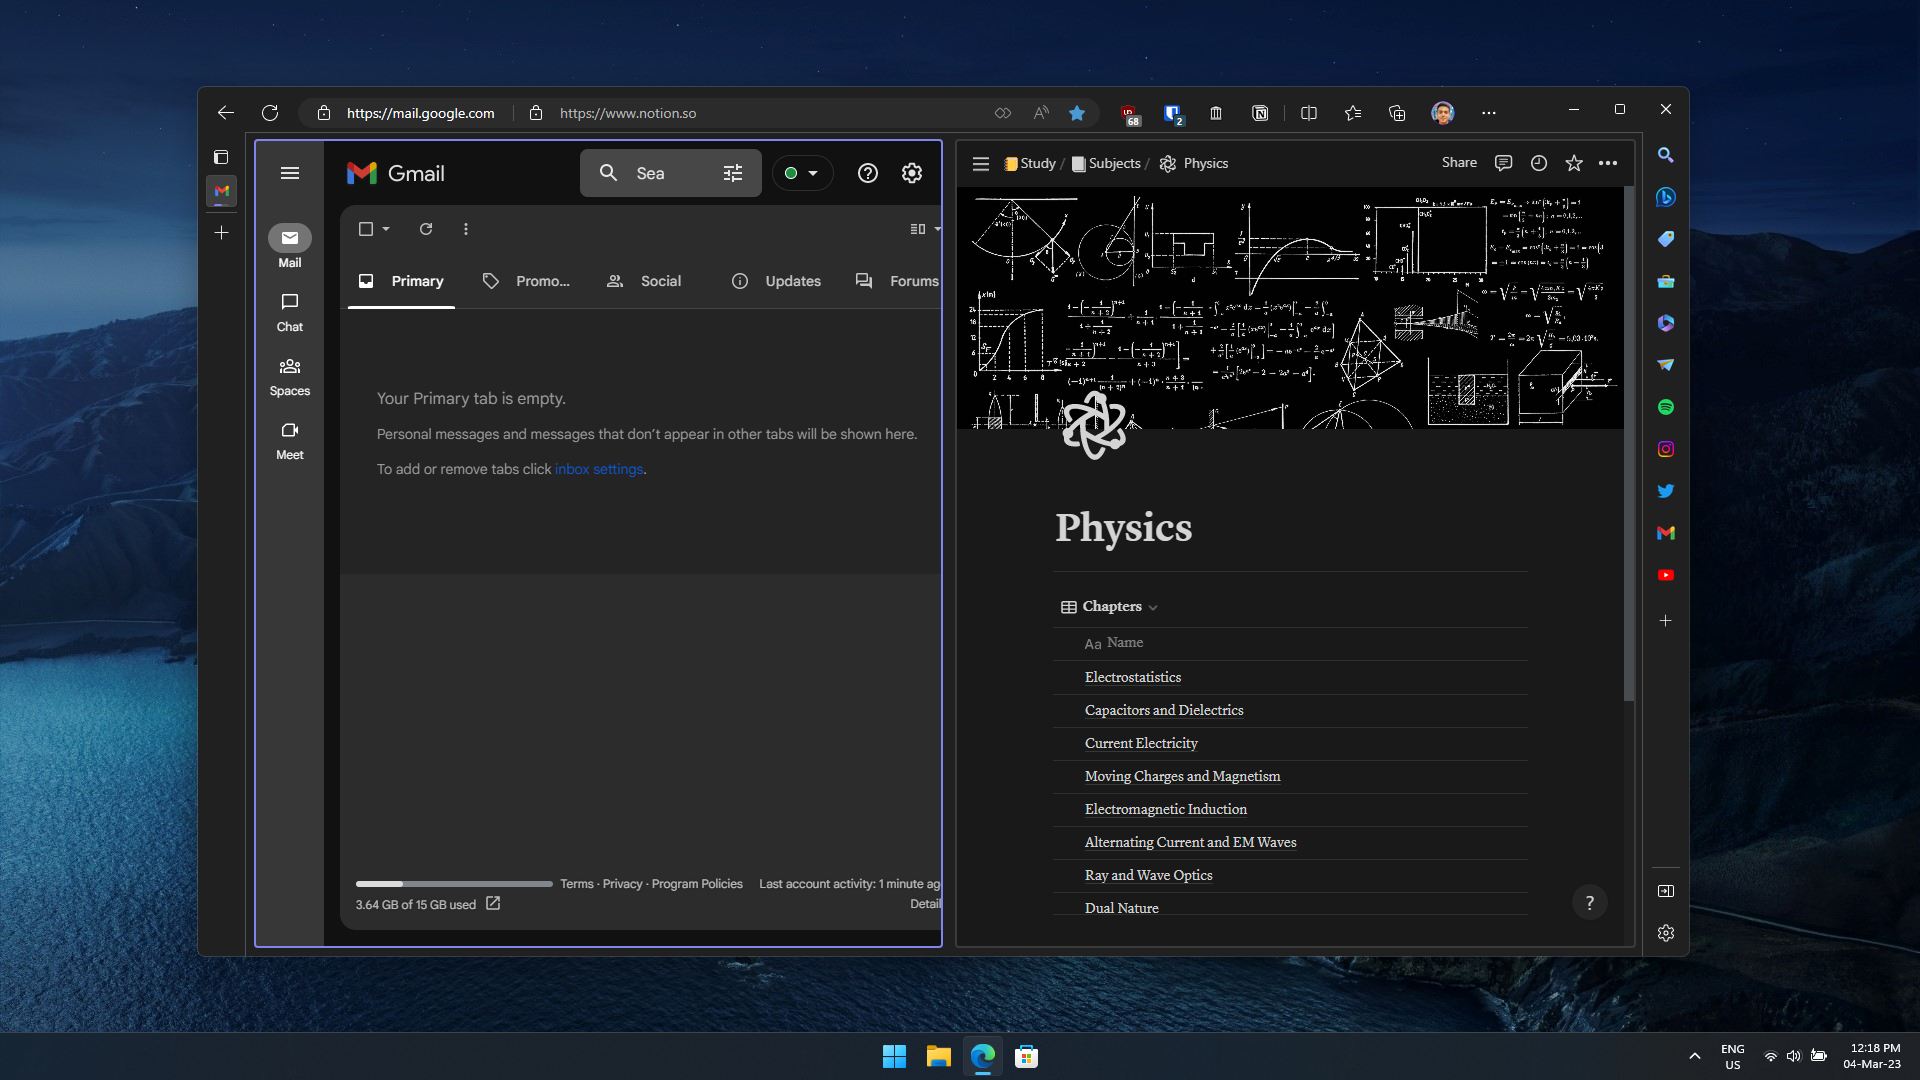 https://mail.google.com
https://www.notion.so
68
2
Gmail
Sea
Mail
Chat
Spaces
Meet
Primary
Promo...
Social
Updates
Forums
Your Primary tab is empty.
Personal messages and messages that don't appear in other tabs will be shown here.
To add or remove tabs click inbox settings.
Terms · Privacy · Program Policies
Last account activity: 1 minute ag
3.64 GB of 15 GB used
Detail
Study / Subjects / Physics
Share
Physics
Chapters
Aa Name
Electrostatistics
Capacitors and Dielectrics
Current Electricity
Moving Charges and Magnetism
Electromagnetic Induction
Alternating Current and EM Waves
Ray and Wave Optics
Dual Nature
?
ENG
US
12:18 PM
04-Mar-23